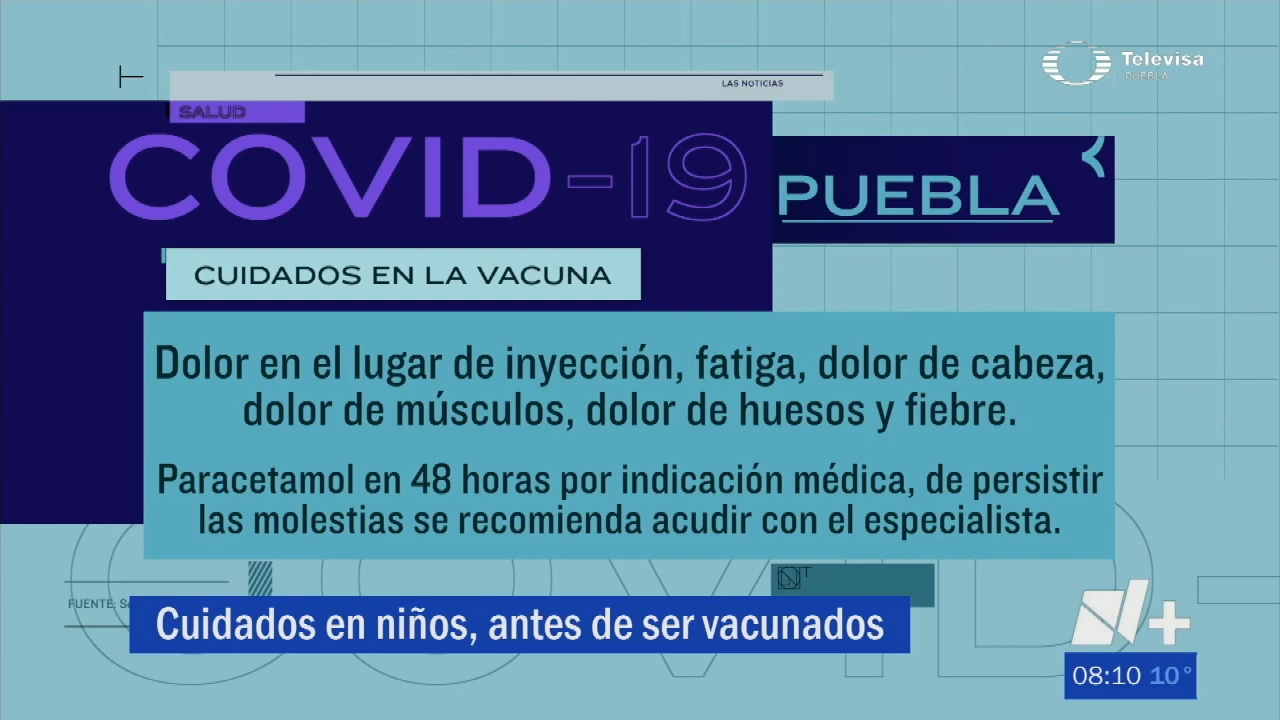 Televisa
PUEBLA
LAS NOTICIAS
SALUD
COVID-19
PUEBLA
CUIDADOS EN LA VACUNA
Dolor en el lugar de inyección, fatiga, dolor de cabeza,
dolor de músculos, dolor de huesos y fiebre.
Paracetamol en 48 horas por indicación médica, de persistir
las molestias se recomienda acudir con el especialista.
FUENTE:
Cuidados en niños, antes de ser vacunados
N+
08:10 10°
COVID